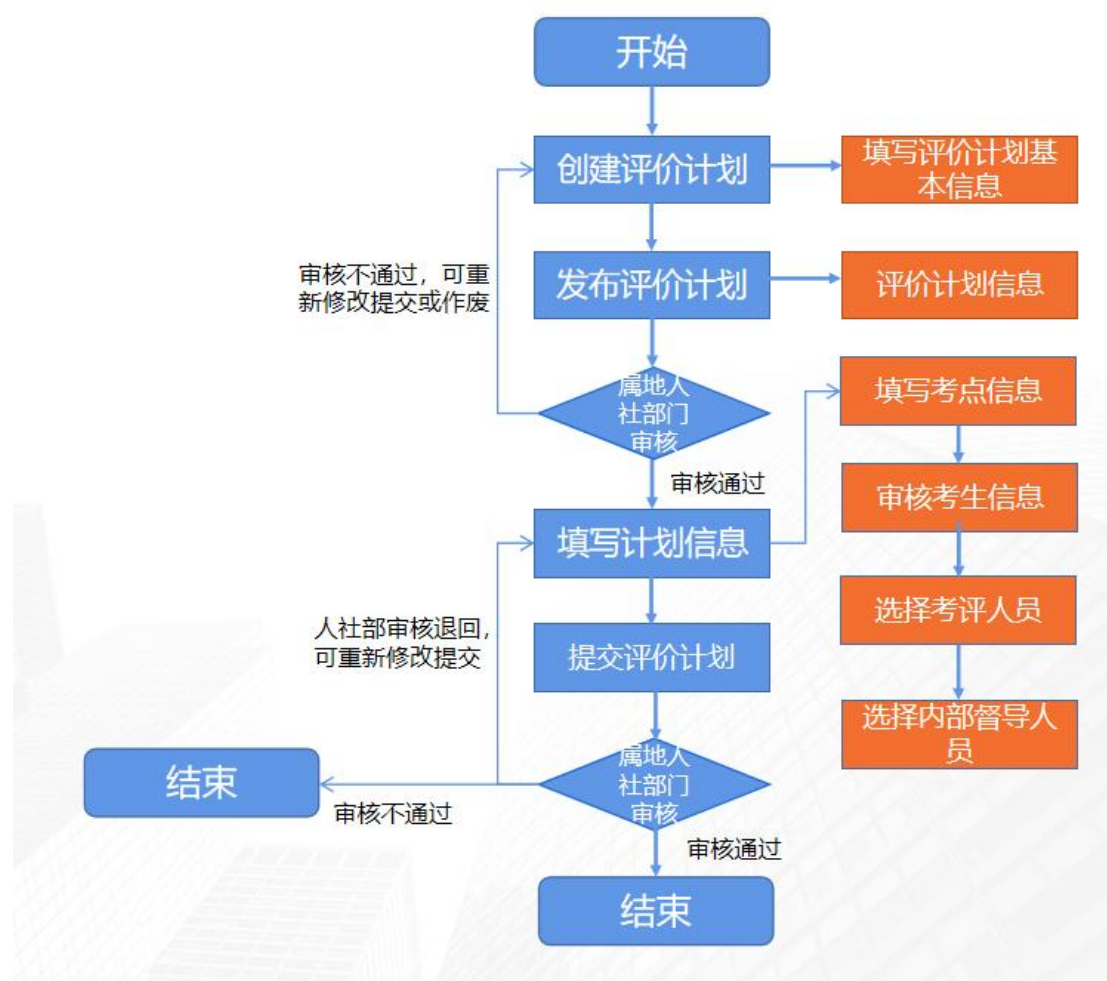 开始
创建评价计划
填写评价计划基
本信息
审核不通过，可重
新修改提交或作废
发布评价计划
评价计划信息
属地人
社部门
审核
填写考点信息
审核通过
审核考生信息
填写计划信息
选择考评人员
人社部审核退回，
可重新修改提交
提交评价计划
选择内部督导人
员
属地人
社部门
审核
结束
审核不通过
审核通过
结束